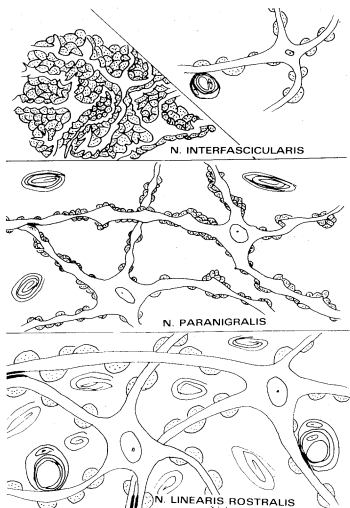 N. INTERFASCICULARIS
N. PARANIGRALIS
N. LINEARIS ROSTRALIS